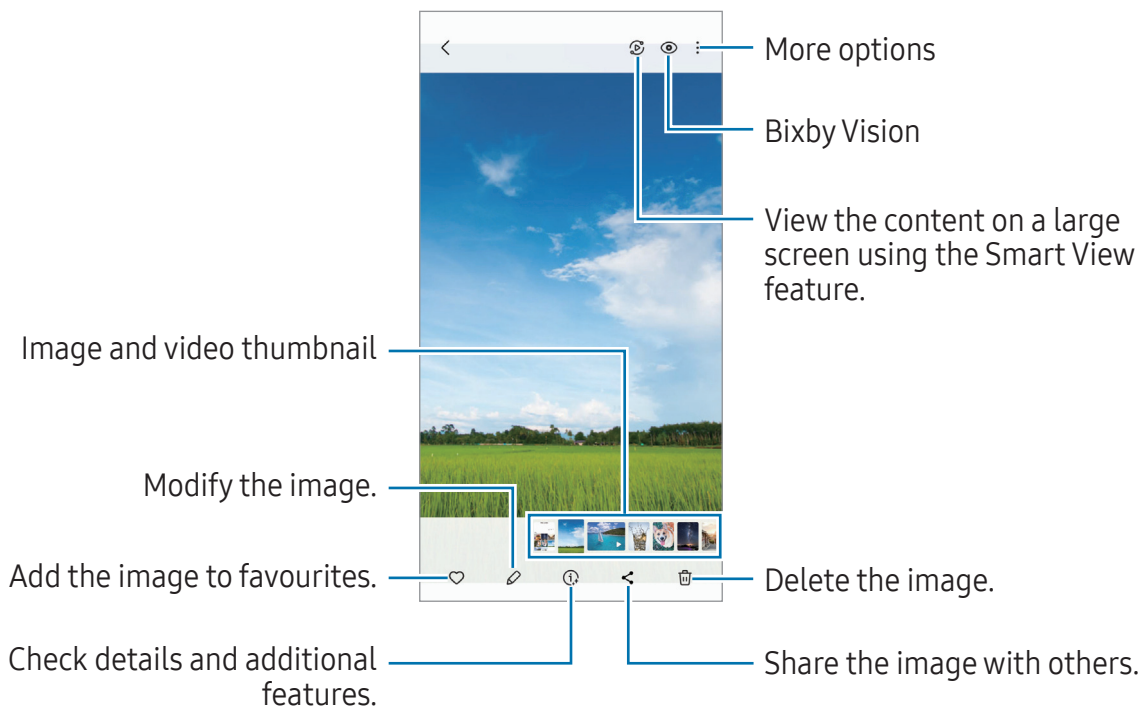 More options
Bixby Vision
View the content on a large
screen using the Smart View
feature.
Image and video thumbnail
Modify the image.
Add the image to favourites.
Delete the image.
Check details and additional
features.
Share the image with others.